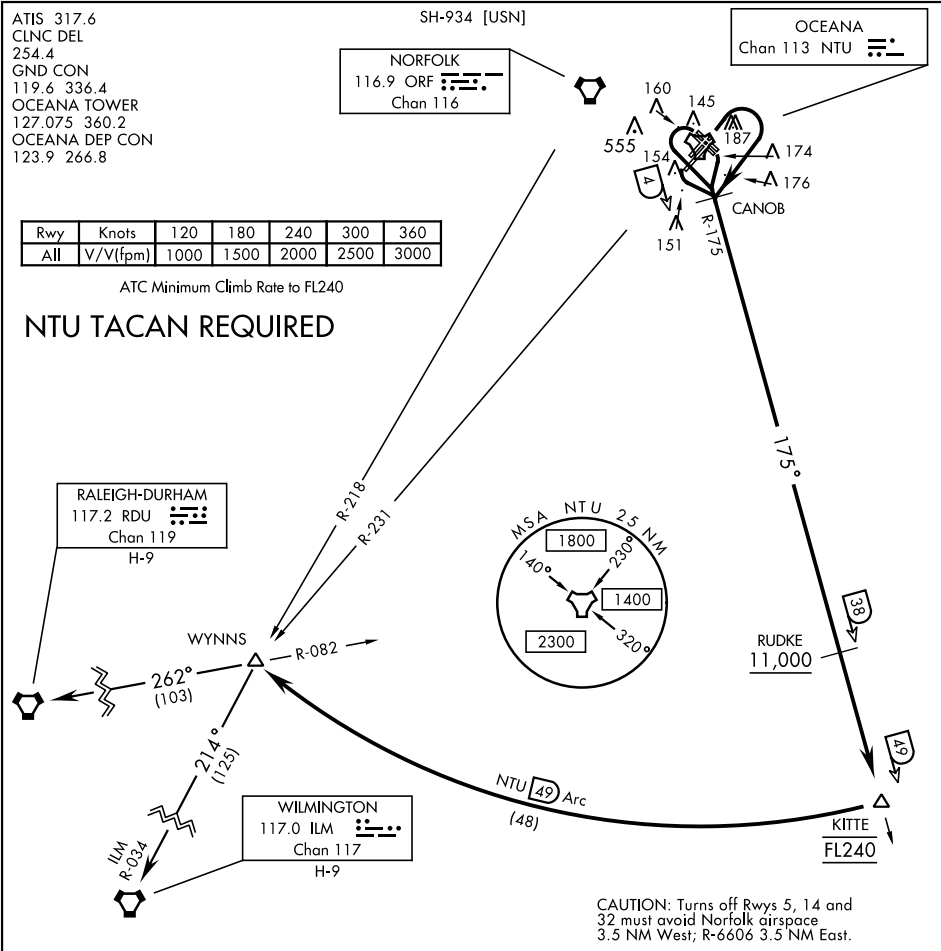 ATIS 317.6
CLNC DEL
254.4
GND CON
119.6 336.4
OCEANA TOWER
127.075 360.2
OCEANA DEP CON
123.9 266.8
SH-934 [USN]
NORFOLK
116.9 ORF
Chan 116
OCEANA
Chan 113 NTU
160
145
555
187
154
174
176
4
151
CANOB
R-175
Rwy Knots 120 180 240 300 360
All V/V(fpm) 1000 1500 2000 2500 3000
ATC Minimum Climb Rate to FL240
NTU TACAN REQUIRED
175°
R-218
R-231
RALEIGH-DURHAM
117.2 RDU
Chan 119
H-9
MSA NTU 25 NM
1800
140°
230°
1400
2300
320°
38
RUDKE
11,000
WYNNS
R-082
262°
(103)
214°
(125)
49
NTU 49 Arc
(48)
KITTE
FL240
WILMINGTON
117.0 ILM
Chan 117
H-9
ILM
R-034
CAUTION: Turns off Rwys 5, 14 and
32 must avoid Norfolk airspace
3.5 NM West; R-6606 3.5 NM East.